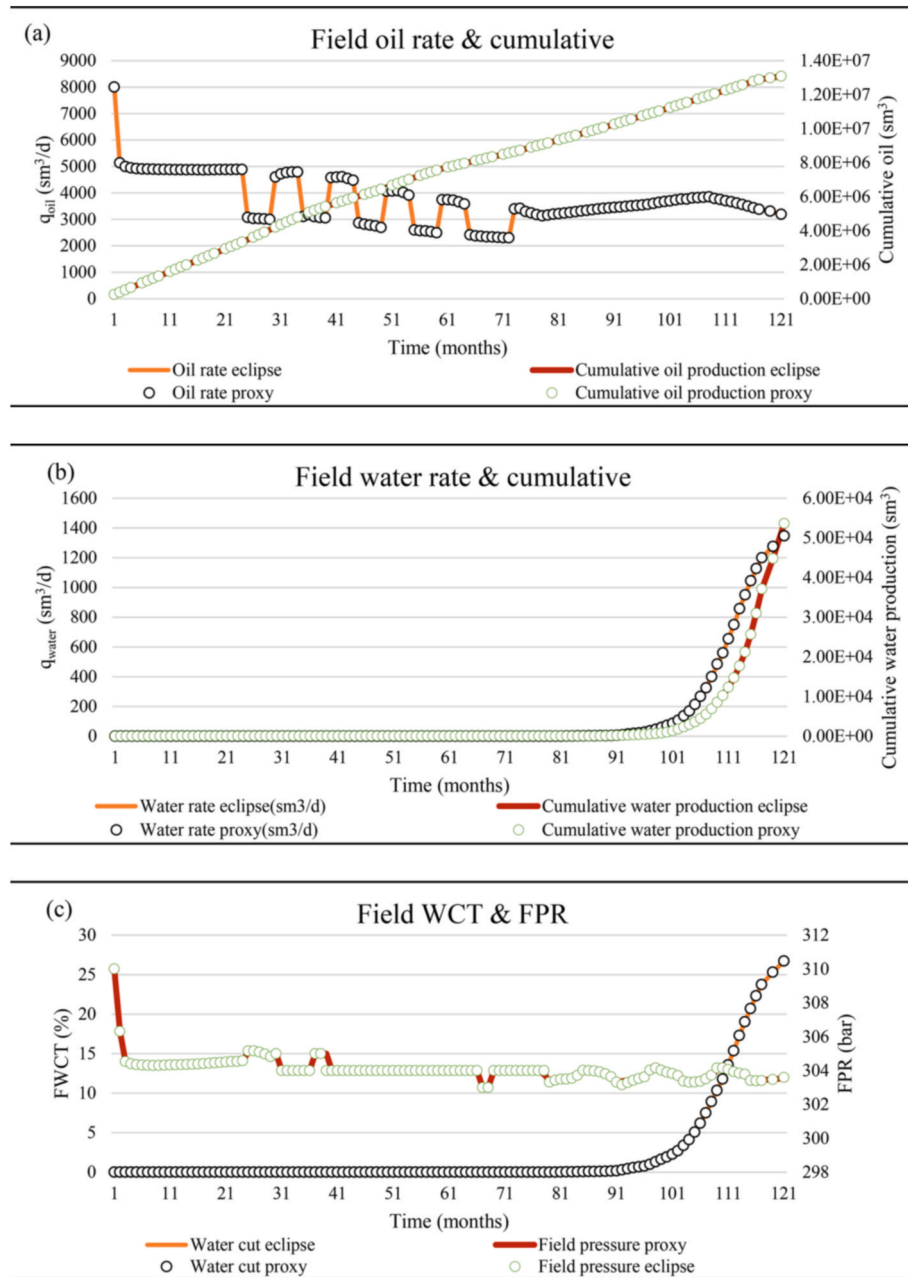 (a)
Field oil rate & cumulative
9000
8000
7000
6000
5000
4000
3000
2000
1000
0
q_oil (sm³/d)
1.40E+07
1.20E+07
1.00E+07
8.00E+06
6.00E+06
4.00E+06
2.00E+06
0.00E+00
Cumulative oil (sm³)
1 11 21 31 41 51 61 71 81 91 101 111 121
Time (months)
Oil rate eclipse
Cumulative oil production eclipse
Oil rate proxy
Cumulative oil production proxy
(b)
Field water rate & cumulative
1600
1400
1200
1000
800
600
400
200
0
q_water (sm³/d)
6.00E+04
5.00E+04
4.00E+04
3.00E+04
2.00E+04
1.00E+04
0.00E+00
Cumulative water production (sm³)
1 11 21 31 41 51 61 71 81 91 101 111 121
Time (months)
Water rate eclipse(sm3/d)
Cumulative water production eclipse
Water rate proxy(sm3/d)
Cumulative water production proxy
(c)
Field WCT & FPR
30
25
20
15
10
5
0
FWCT (%)
312
310
308
306
304
302
300
298
FPR (bar)
1 11 21 31 41 51 61 71 81 91 101 111 121
Time (months)
Water cut eclipse
Field pressure proxy
Water cut proxy
Field pressure eclipse